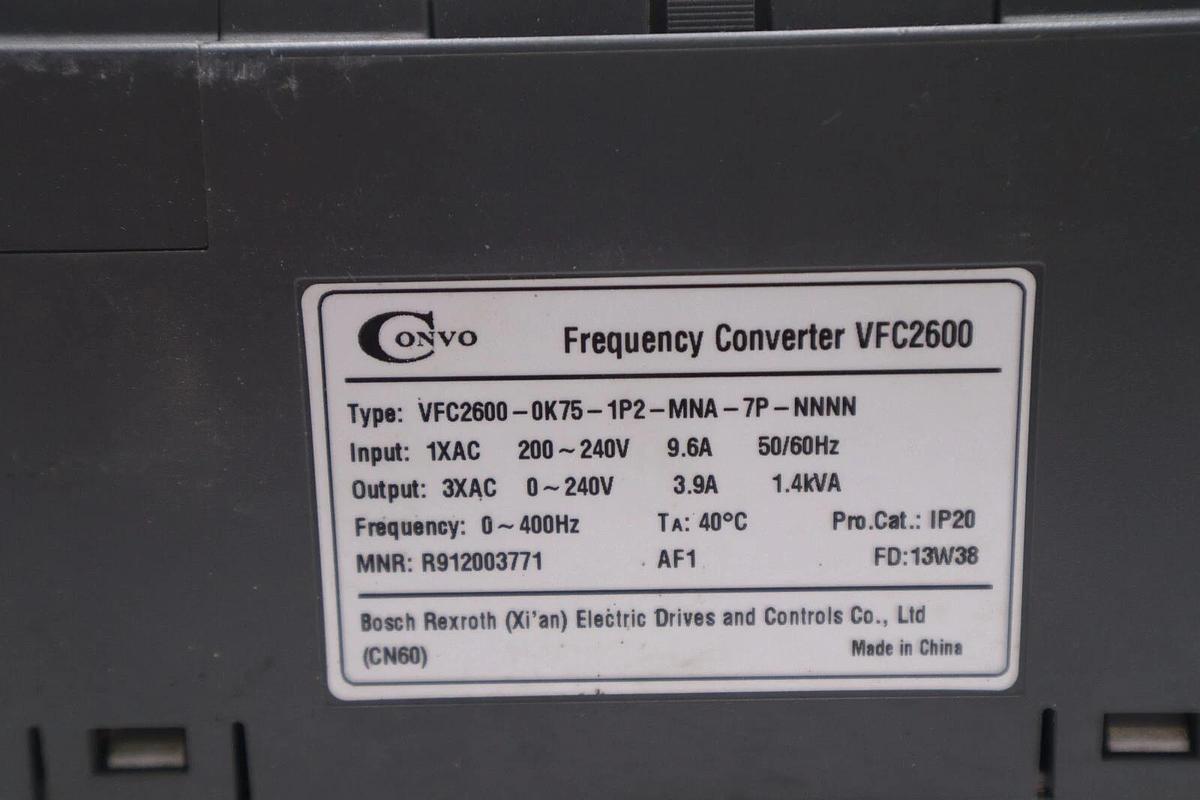 CONVO Frequency Converter VFC2600
Type: VFC2600-0K75-1P2-MNA-7P-NNNN
Input: 1XAC 200~240V 9.6A 50/60Hz
Output: 3XAC 0~240V 3.9A 1.4kVA
Frequency: 0~400Hz TA: 40°C Pro.Cat.: IP20
MNR: R912003771 AF1 FD:13W38
Bosch Rexroth (Xi'an) Electric Drives and Controls Co., Ltd
(CN60) Made in China